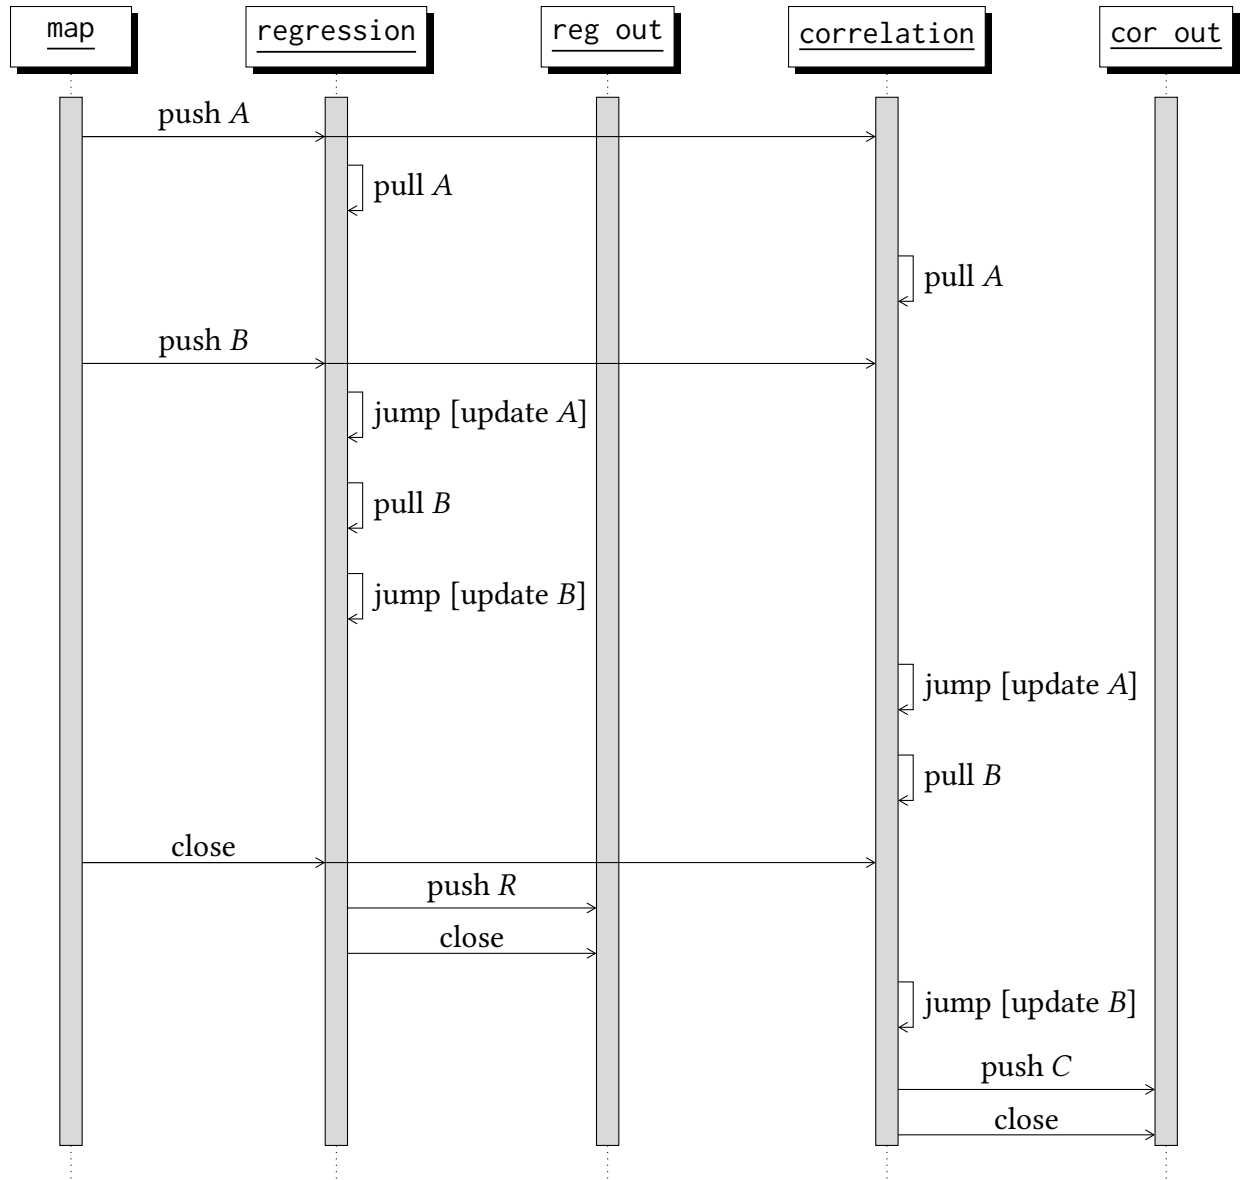 map
regression
reg out
correlation
cor out
push A
pull A
pull A
push B
jump [update A]
pull B
jump [update B]
jump [update A]
pull B
close
push R
close
jump [update B]
push C
close